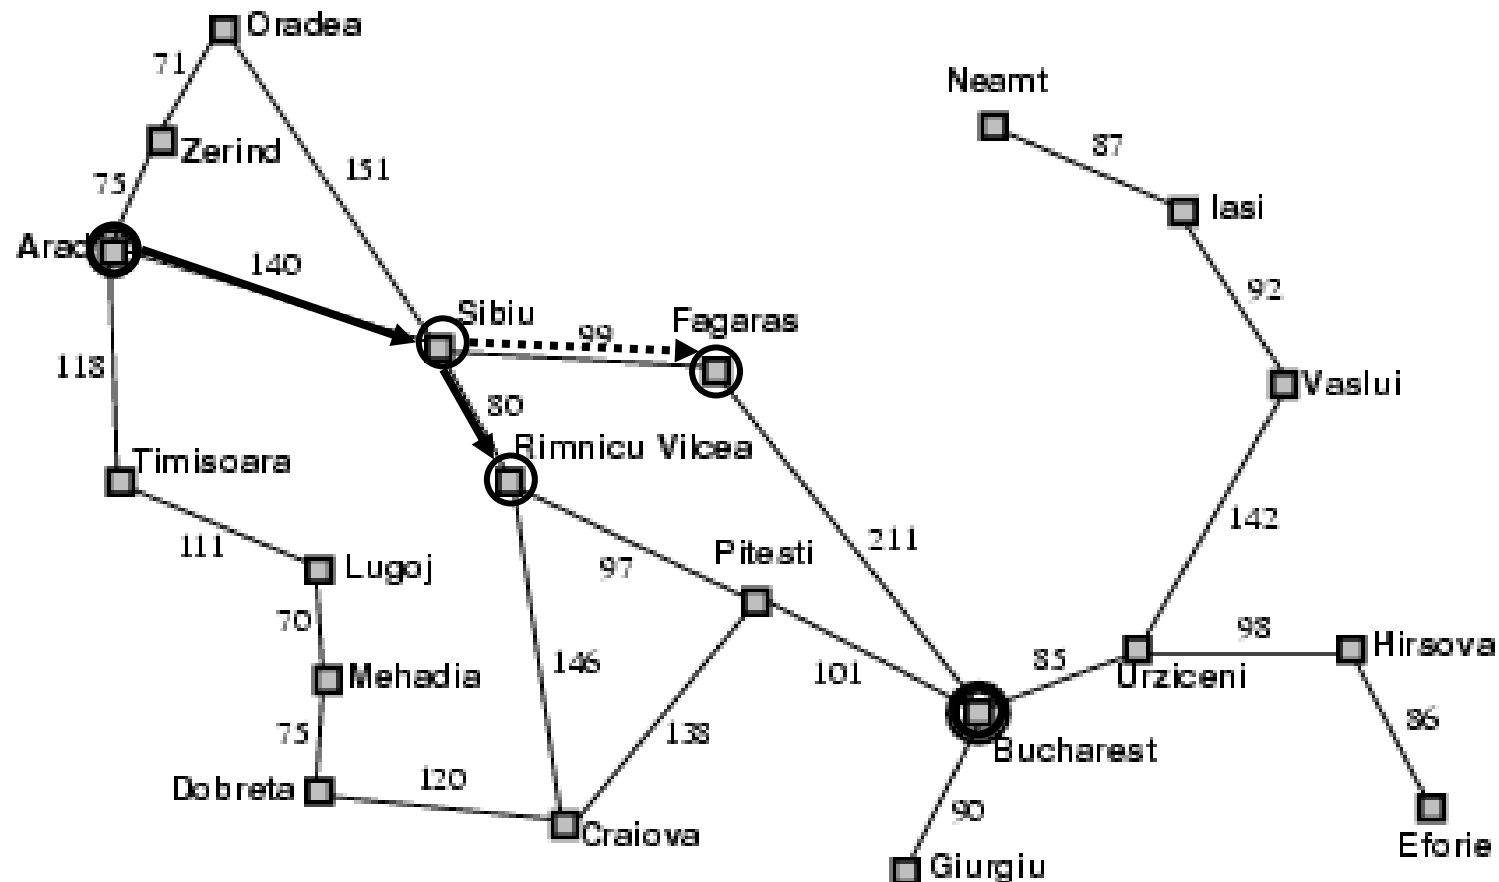 Oradea
71
Neamt
87
Zerind
151
75
Iasi
Arad
140
92
Sibiu
Fagaras
99
118
Vaslui
80
Timisoara
Rimnicu Vilcea
142
211
111
Pitesti
Lugoj
97
70
98
Hirsova
146
85
Mehadia
101
Urziceni
86
75
138
Bucharest
Dobreta
120
90
Craiova
Eforie
Giurgiu